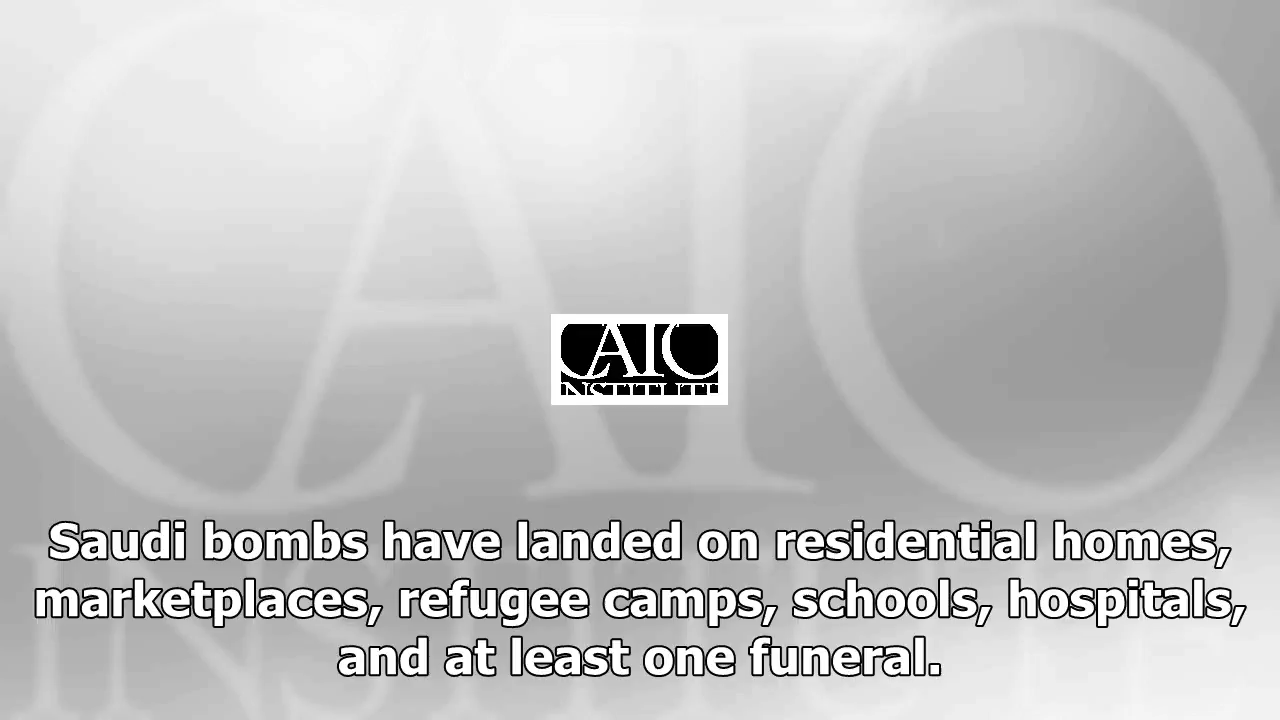 CATO
INSTITUTE
Saudi bombs have landed on residential homes,
marketplaces, refugee camps, schools, hospitals,
and at least one funeral.